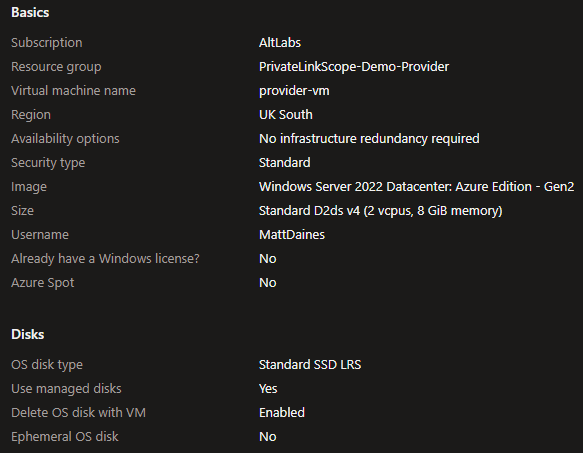 Basics
Subscription AltLabs
Resource group PrivateLinkScope-Demo-Provider
Virtual machine name provider-vm
Region UK South
Availability options No infrastructure redundancy required
Security type Standard
Image Windows Server 2022 Datacenter: Azure Edition - Gen2
Size Standard D2ds v4 (2 vcpus, 8 GiB memory)
Username MattDaines
Already have a Windows license? No
Azure Spot No
Disks
OS disk type Standard SSD LRS
Use managed disks Yes
Delete OS disk with VM Enabled
Ephemeral OS disk No